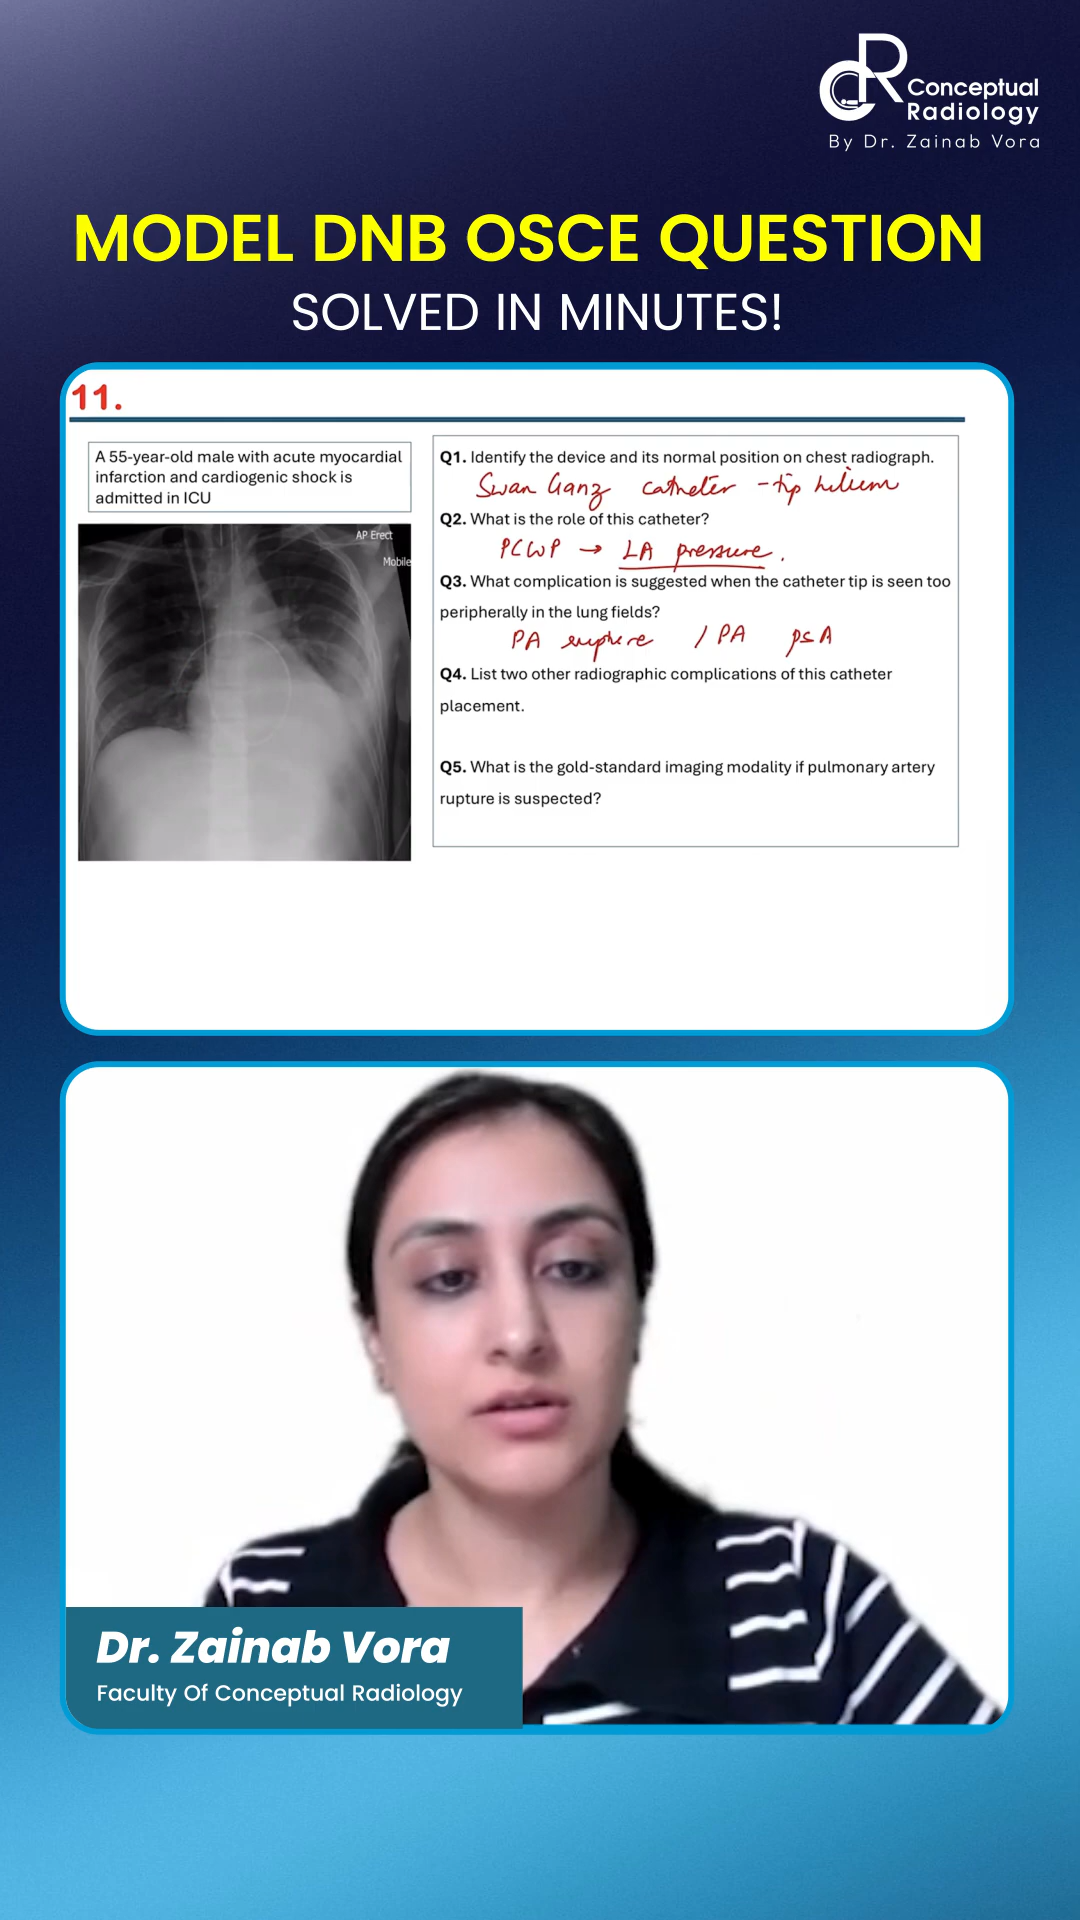 CR Conceptual
Radiology
By Dr. Zainab Vora
MODEL DNB OSCE QUESTION
SOLVED IN MINUTES!
11.
A 55-year-old male with acute myocardial
infarction and cardiogenic shock is
admitted in ICU
AP Erect
Mobile
Q1. Identify the device and its normal position on chest radiograph.
Swan Ganz catheter - tip hilum
Q2. What is the role of this catheter?
PCWP → LA pressure.
Q3. What complication is suggested when the catheter tip is seen too
peripherally in the lung fields?
PA rupture / PA PSA
Q4. List two other radiographic complications of this catheter
placement.
Q5. What is the gold-standard imaging modality if pulmonary artery
rupture is suspected?
Dr. Zainab Vora
Faculty Of Conceptual Radiology